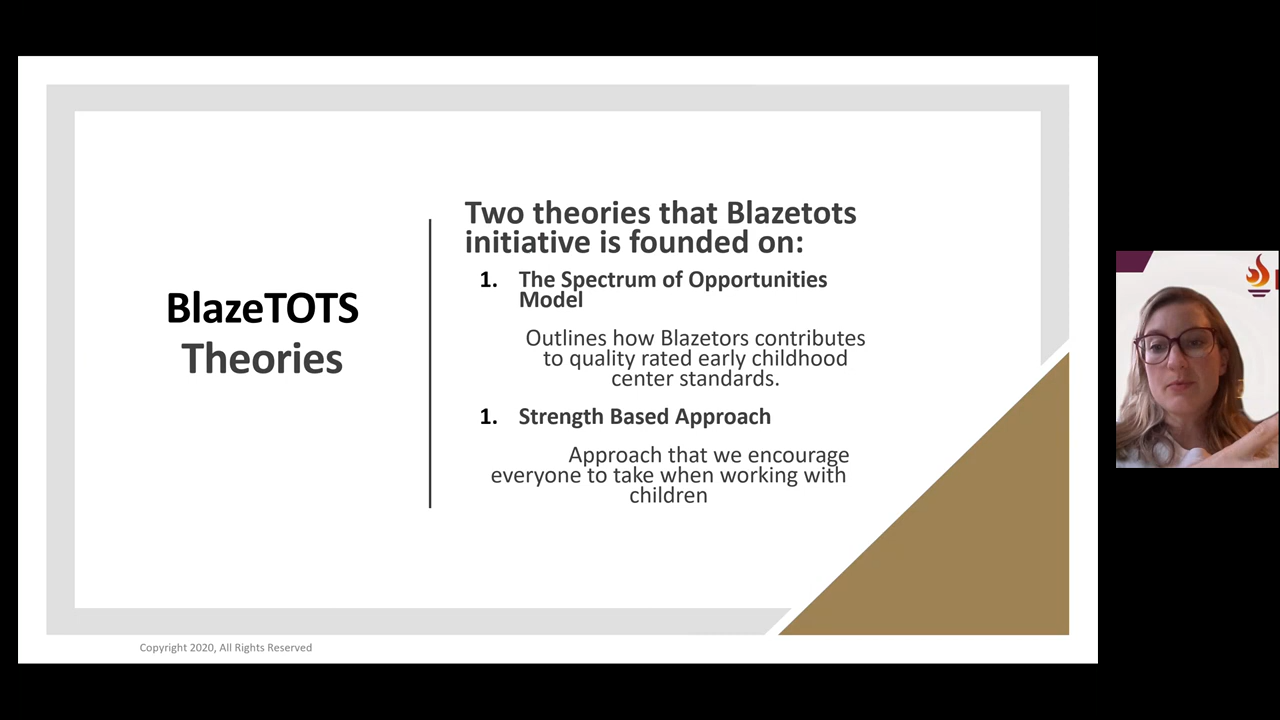 BlazeTOTS
Theories
Two theories that Blazetots
initiative is founded on:
1. The Spectrum of Opportunities
Model
Outlines how Blazetors contributes
to quality rated early childhood
center standards.
1. Strength Based Approach
Approach that we encourage
everyone to take when working with
children
Copyright 2020, All Rights Reserved